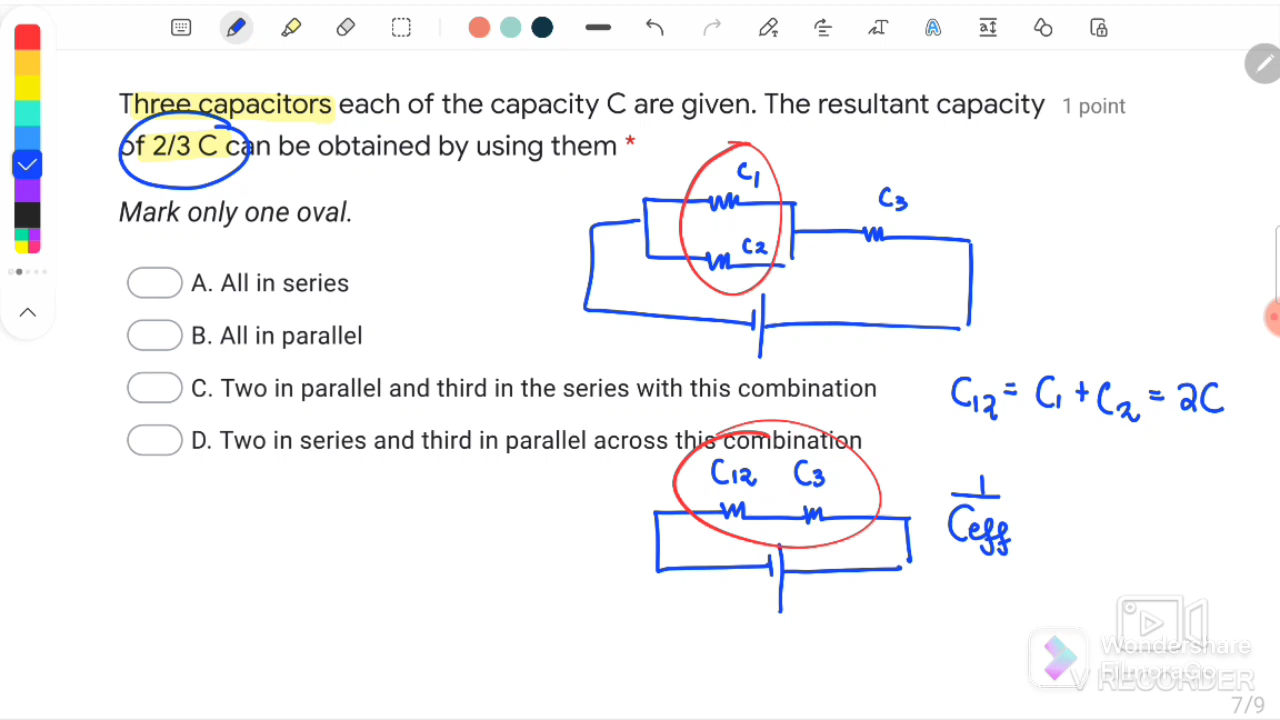 Three capacitors each of the capacity C are given. The resultant capacity 1 point
of 2/3 C can be obtained by using them *
Mark only one oval.
A. All in series
B. All in parallel
C. Two in parallel and third in the series with this combination
D. Two in series and third in parallel across this combination
C1
C3
C2
C12 = C1 + C2 = 2C
C12 C3
1
Ceff
Wondershare
FilmoraGo
V RECORDER
7/9